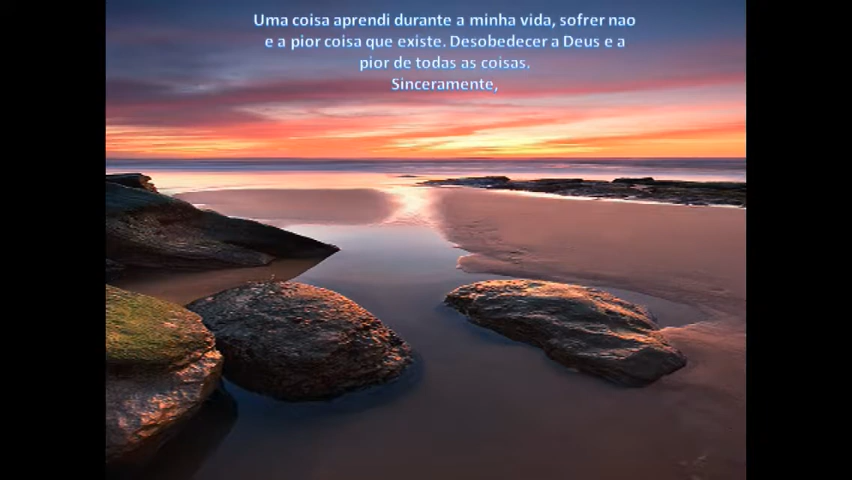 Uma coisa aprendi durante a minha vida, sofrer nao
e a pior coisa que existe. Desobedecer a Deus e a
pior de todas as coisas.
Sinceramente,